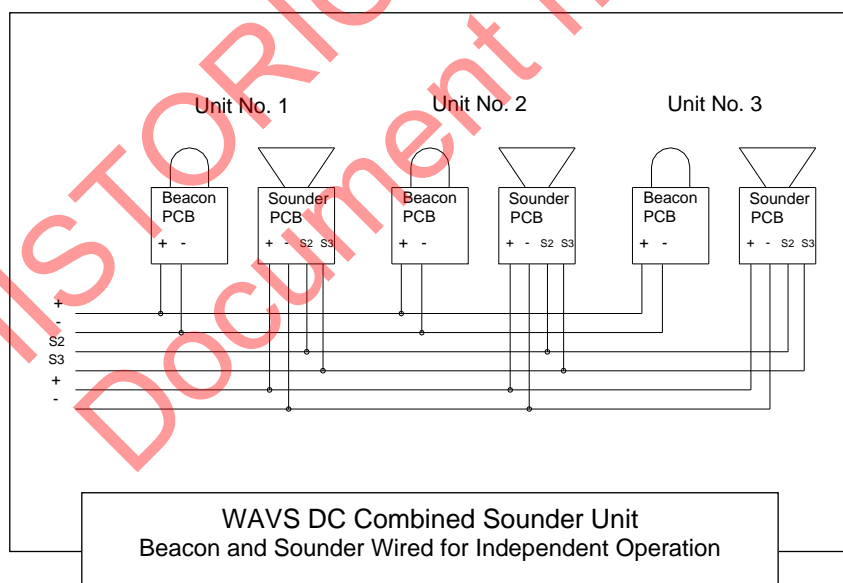 HISTORIC
Document
Unit No. 1
Unit No. 2
Unit No. 3
Beacon
PCB
+ -
Sounder
PCB
+ - S2 S3
Beacon
PCB
+ -
Sounder
PCB
+ - S2 S3
Beacon
PCB
+ -
Sounder
PCB
+ - S2 S3
+
-
S2
S3
+
-
WAVS DC Combined Sounder Unit
Beacon and Sounder Wired for Independent Operation